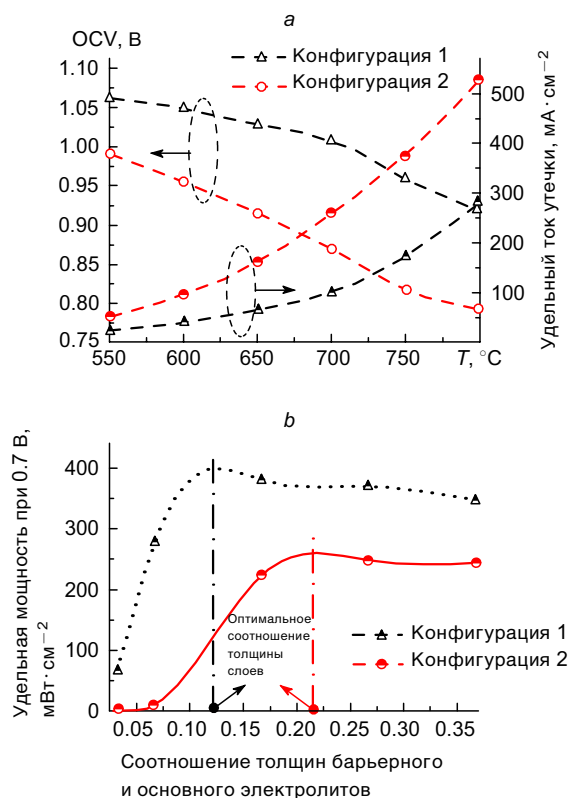 a
OCV, В
Конфигурация 1
Конфигурация 2
1.10
1.05
1.00
0.95
0.90
0.85
0.80
0.75
500
400
300
200
100
Удельный ток утечки, мА·см−2
550
600
650
700
750
T, °C
b
Удельная мощность при 0.7 В,
мВт·см−2
400
300
200
100
0
Оптимальное
соотношение
толщины
слоев
Конфигурация 1
Конфигурация 2
0.05
0.10
0.15
0.20
0.25
0.30
0.35
Соотношение толщин барьерного
и основного электролитов